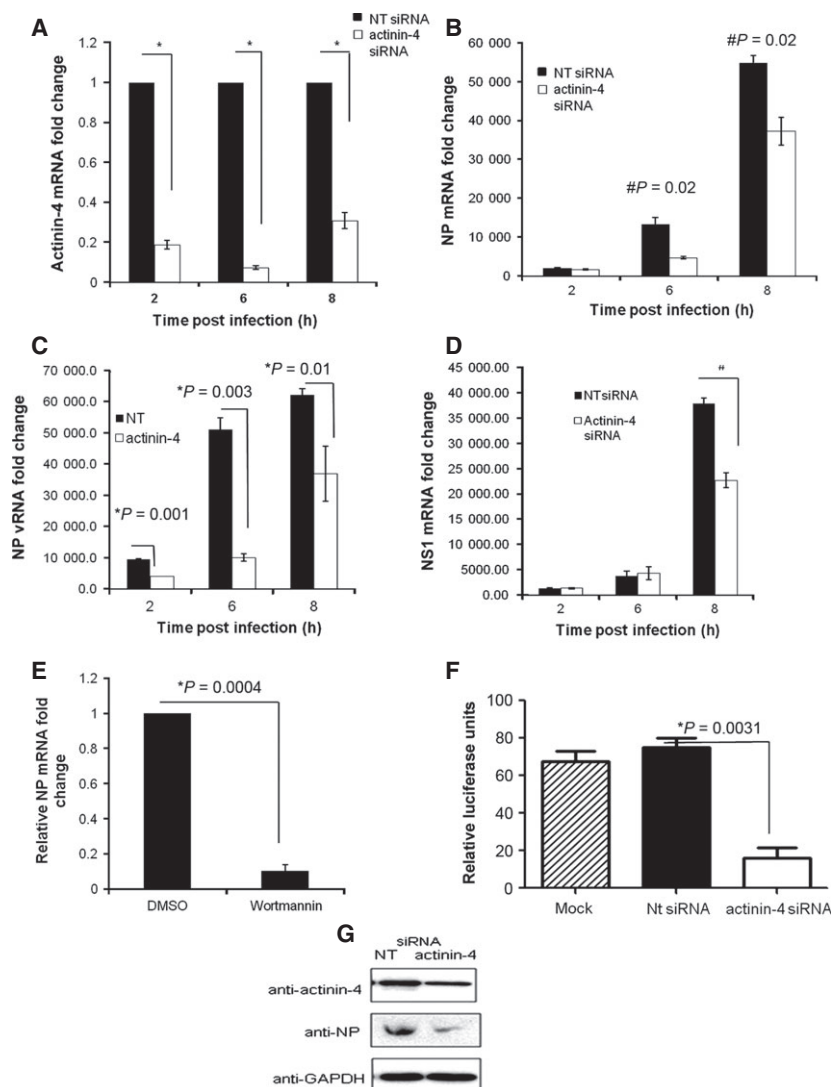 A
NT siRNA
actinin-4
siRNA
Actinin-4 mRNA fold change
1.2
1
0.8
0.6
0.4
0.2
0
*
*
*
2 6 8
Time post infection (h)
B
NT siRNA
actinin-4
siRNA
NP mRNA fold change
60 000
50 000
40 000
30 000
20 000
10 000
0
#P = 0.02
#P = 0.02
2 6 8
Time post infection (h)
C
NT
actinin-4
NP vRNA fold change
70 000.0
60 000.0
50 000.0
40 000.0
30 000.0
20 000.0
10 000.0
0.0
*P = 0.001
*P = 0.003
*P = 0.01
2 6 8
Time post infection (h)
D
NT siRNA
Actinin-4
siRNA
NS1 mRNA fold change
45 000.00
40 000.00
35 000.00
30 000.00
25 000.00
20 000.00
15 000.00
10 000.00
5000.00
0.00
#
2 6 8
Time post infection (h)
E
Relative NP mRNA fold
change
1.2
1
0.8
0.6
0.4
0.2
0
*P = 0.0004
DMSO Wortmannin
F
Relative luciferase units
100
80
60
40
20
0
*P = 0.0031
Mock Nt siRNA actinin-4 siRNA
G
siRNA
NT actinin-4
anti-actinin-4
anti-NP
anti-GAPDH